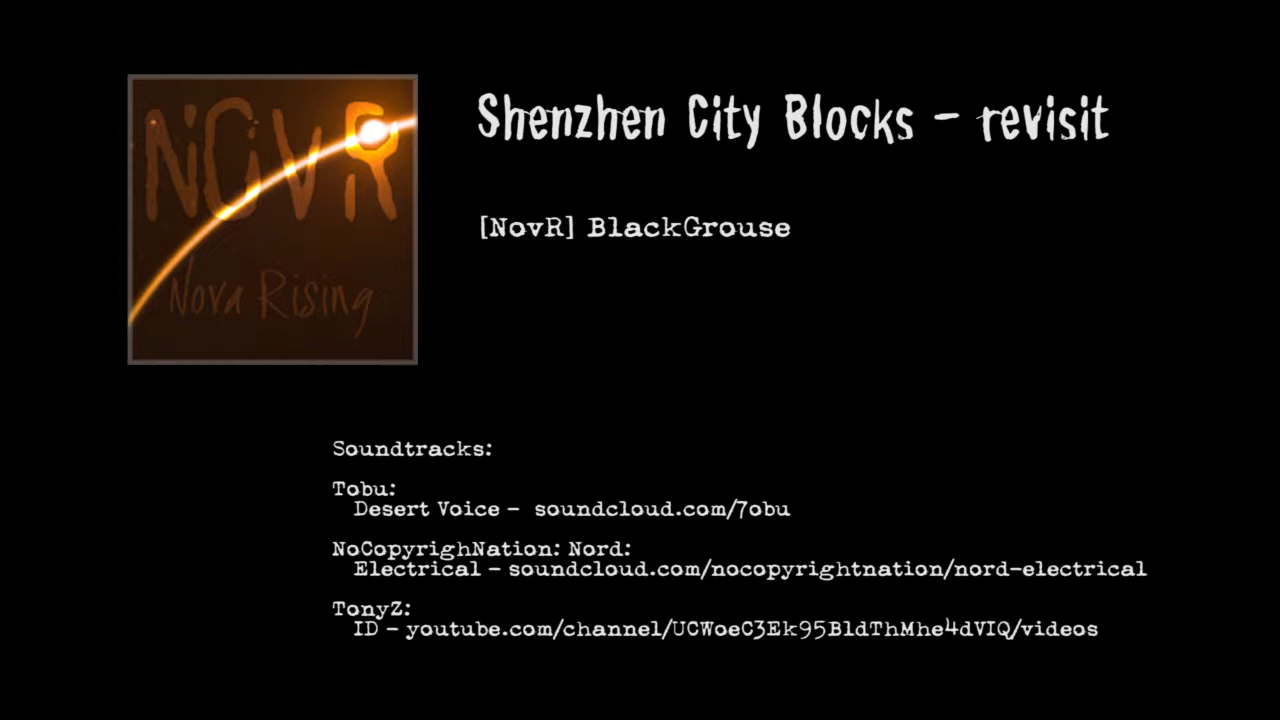 NOVR
Nova Rising
Shenzhen City Blocks - revisit
[NovR] BlackGrouse
Soundtracks:
Tobu:
Desert Voice - soundcloud.com/7obu
NoCopyrighNation: Nord:
Electrical - soundcloud.com/nocopyrightnation/nord-electrical
TonyZ:
ID - youtube.com/channel/UCWoeC3Ek95BldThMhe4dVIQ/videos